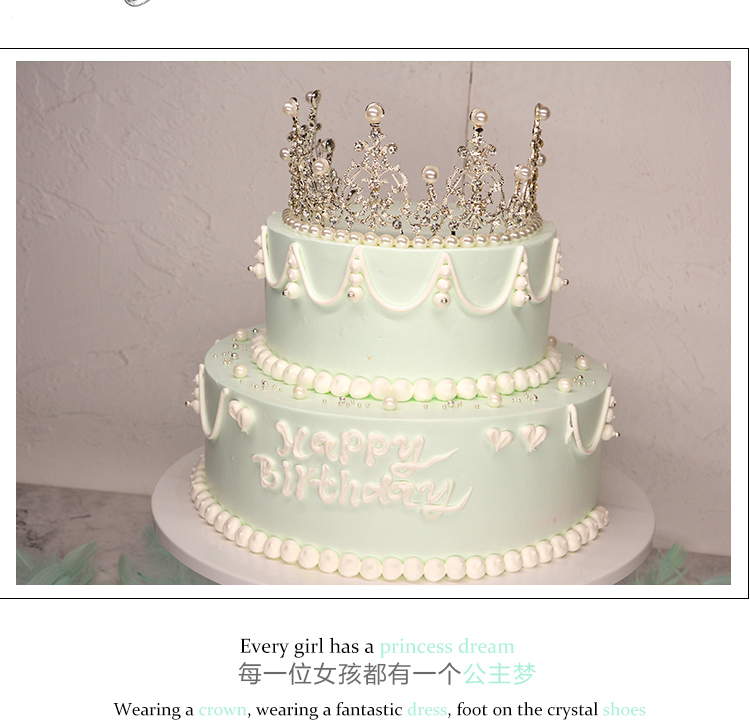 Happy
Birthday
Every girl has a princess dream
每一位女孩都有一个公主梦
Wearing a crown, wearing a fantastic dress, foot on the crystal shoes